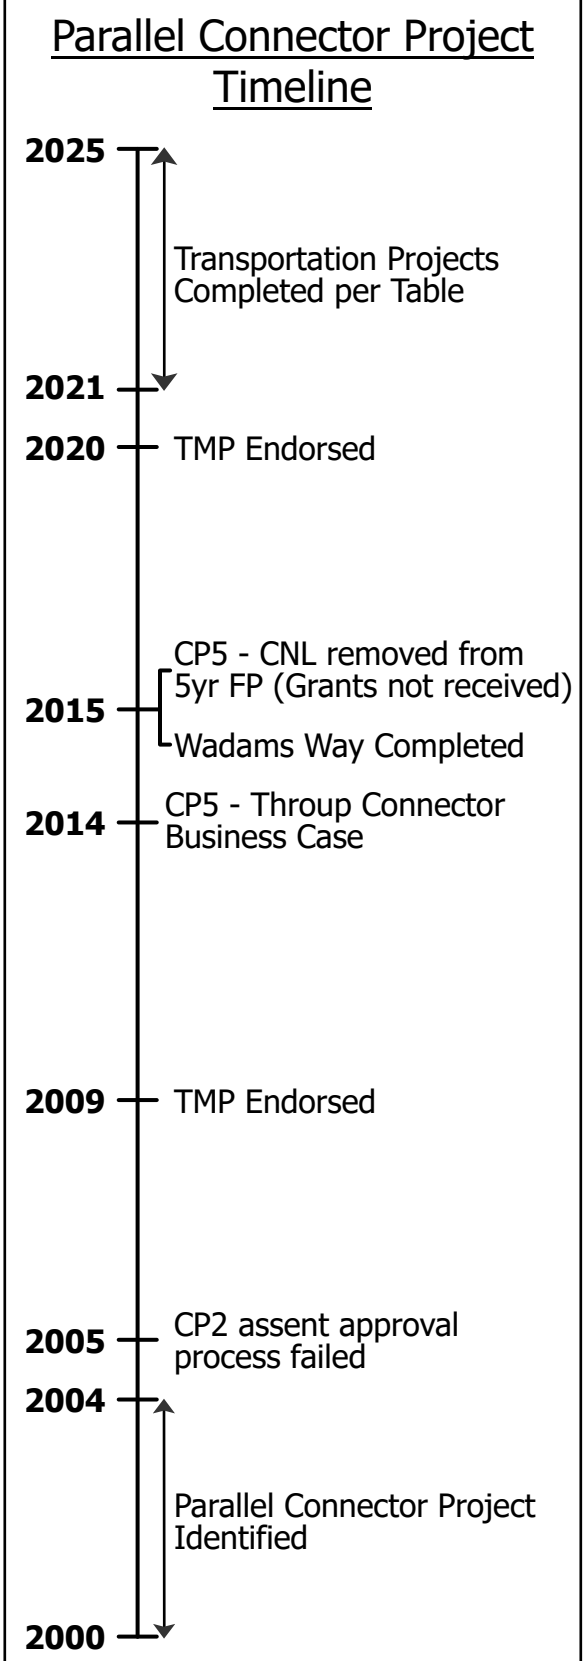 Parallel Connector Project
Timeline
2025
Transportation Projects
Completed per Table
2021
2020
TMP Endorsed
CP5 - CNL removed from
5yr FP (Grants not received)
2015
Wadams Way Completed
CP5 - Throup Connector
2014
Business Case
2009
TMP Endorsed
CP2 assent approval
2005
process failed
2004
Parallel Connector Project
Identified
2000